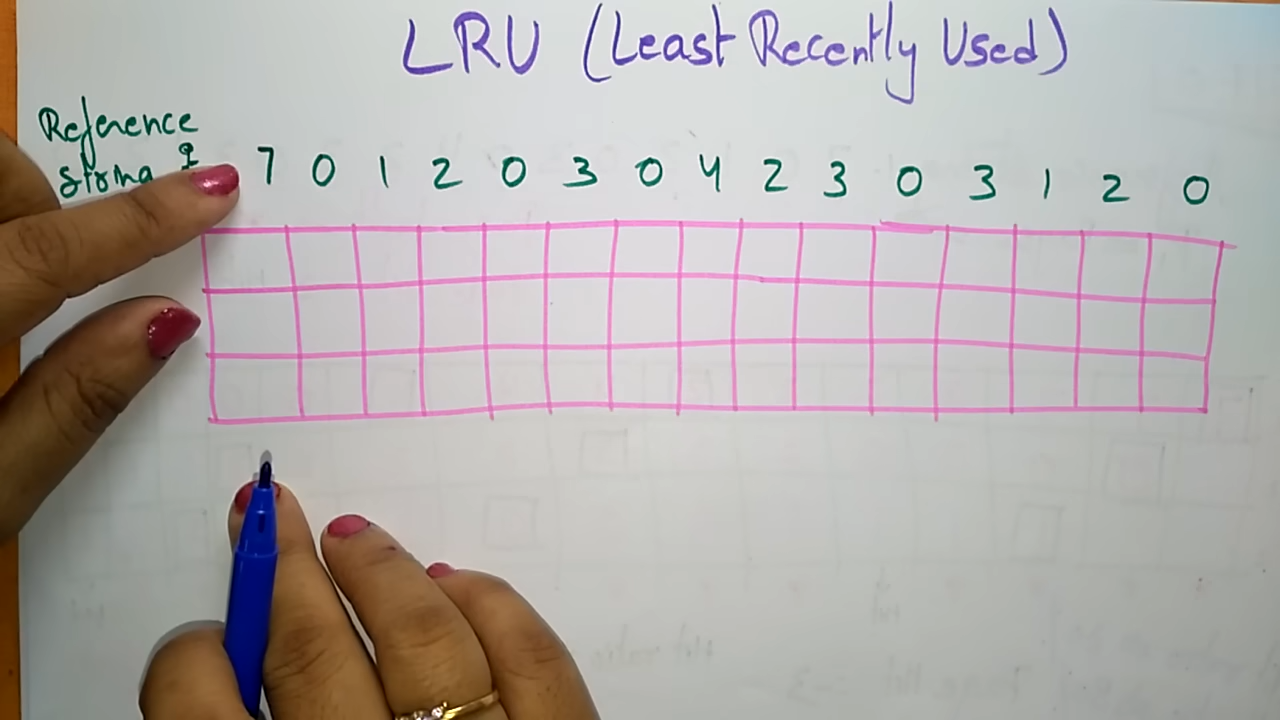 LRU (Least Recently Used)
Reference
String :
7 0 1 2 0 3 0 4 2 3 0 3 1 2 0